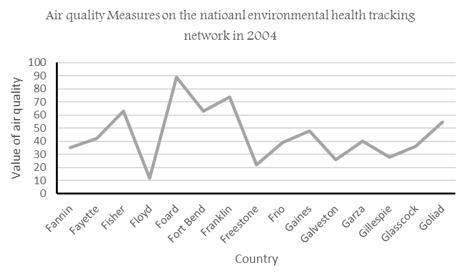 Air quality Measures on the natioanl environmental health tracking
network in 2004
Value of air quality
100
90
80
70
60
50
40
30
20
10
0
Fannin
Fayette
Fisher
Floyd
Foard
Fort Bend
Franklin
Freestone
Frio
Gaines
Galveston
Garza
Gillespie
Glasscock
Goliad
Country